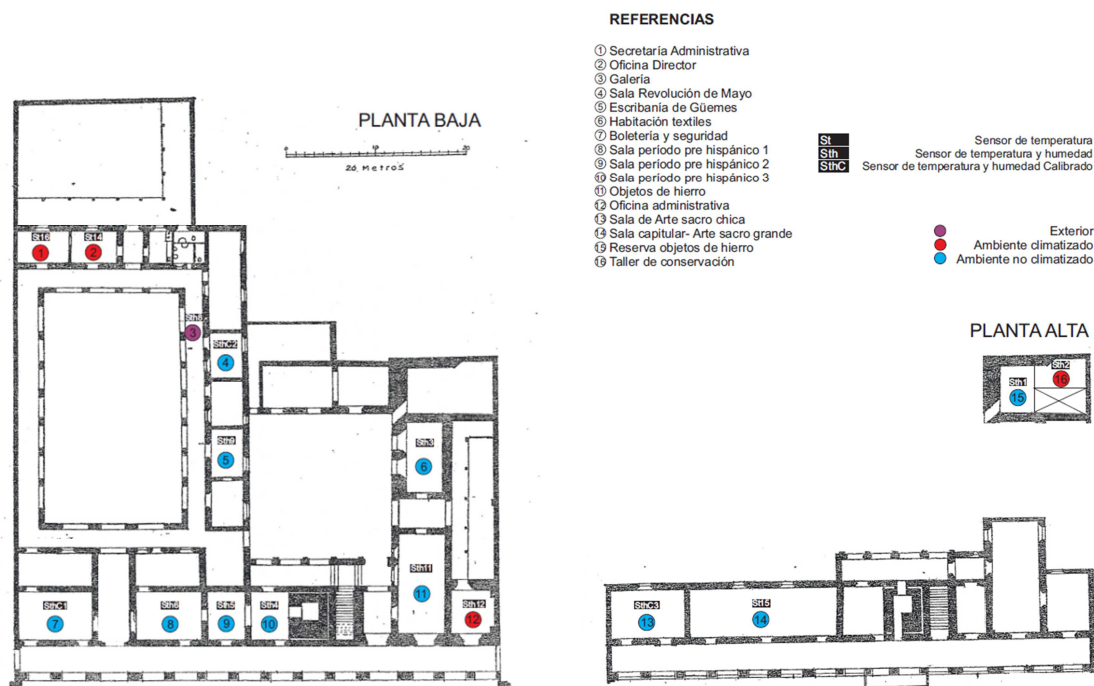 REFERENCIAS
① Secretaría Administrativa
② Oficina Director
③ Galería
④ Sala Revolución de Mayo
⑤ Escribanía de Güemes
⑥ Habitación textiles
⑦ Boletería y seguridad
⑧ Sala período pre hispánico 1
⑨ Sala período pre hispánico 2
⑩ Sala período pre hispánico 3
⑪ Objetos de hierro
⑫ Oficina administrativa
⑬ Sala de Arte sacro chica
⑭ Sala capitular- Arte sacro grande
⑮ Reserva objetos de hierro
⑯ Taller de conservación
St Sensor de temperatura
Sth Sensor de temperatura y humedad
SthC Sensor de temperatura y humedad Calibrado
Exterior
Ambiente climatizado
Ambiente no climatizado
PLANTA BAJA
20 Metros
St16
1
St14
2
3
SthC2
4
Sth9
5
Sth3
6
Sth11
11
Sth12
12
SthC1
7
Sth6
8
Sth5
9
Sth4
10
PLANTA ALTA
Sth1
15
Sth2
16
SthC3
13
St15
14